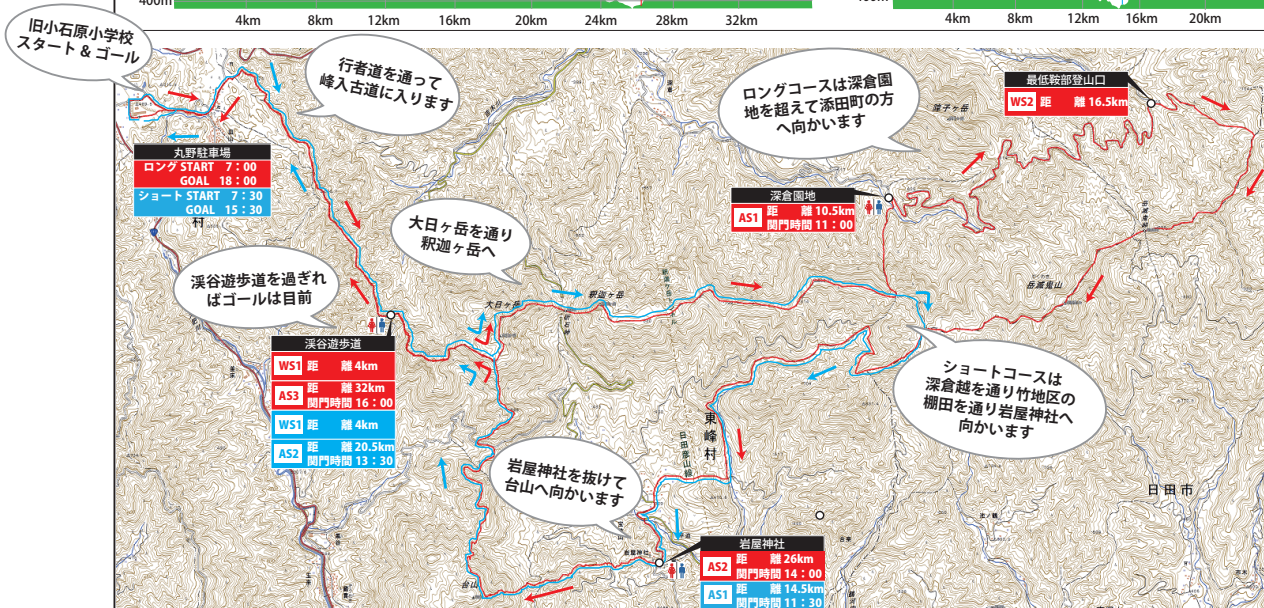 400m
4km 8km 12km 16km 20km 24km 28km 32km
4km 8km 12km 16km 20km
旧小石原小学校
スタート & ゴール
行者道を通って
峰入古道に入ります
ロングコースは深倉園
地を超えて添田町の方
へ向かいます
最低鞍部登山口
WS2 距 離 16.5km
丸野駐車場
ロング START 7：00
GOAL 18：00
ショート START 7：30
GOAL 15：30
村
深倉園地
AS1 距 離 10.5km
関門時間 11：00
大日ヶ岳を通り
釈迦ヶ岳へ
渓谷遊歩道を過ぎれ
ばゴールは目前
大日ヶ岳
釈迦ヶ岳
岳滅鬼山
渓谷遊歩道
WS1 距 離 4km
AS3 距 離 32km
関門時間 16：00
WS1 距 離 4km
AS2 距 離 20.5km
関門時間 13：30
ショートコースは
深倉越を通り竹地区の
棚田を通り岩屋神社へ
向かいます
東峰村
日田彦山線
日田市
岩屋神社を抜けて
台山へ向かいます
岩屋神社
台山
岩屋神社
AS2 距 離 26km
関門時間 14：00
AS1 距 離 14.5km
関門時間 11：30